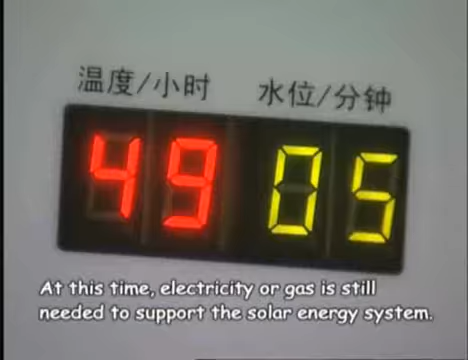 温度/小时 水位/分钟
49 05
At this time, electricity or gas is still
needed to support the solar energy system.